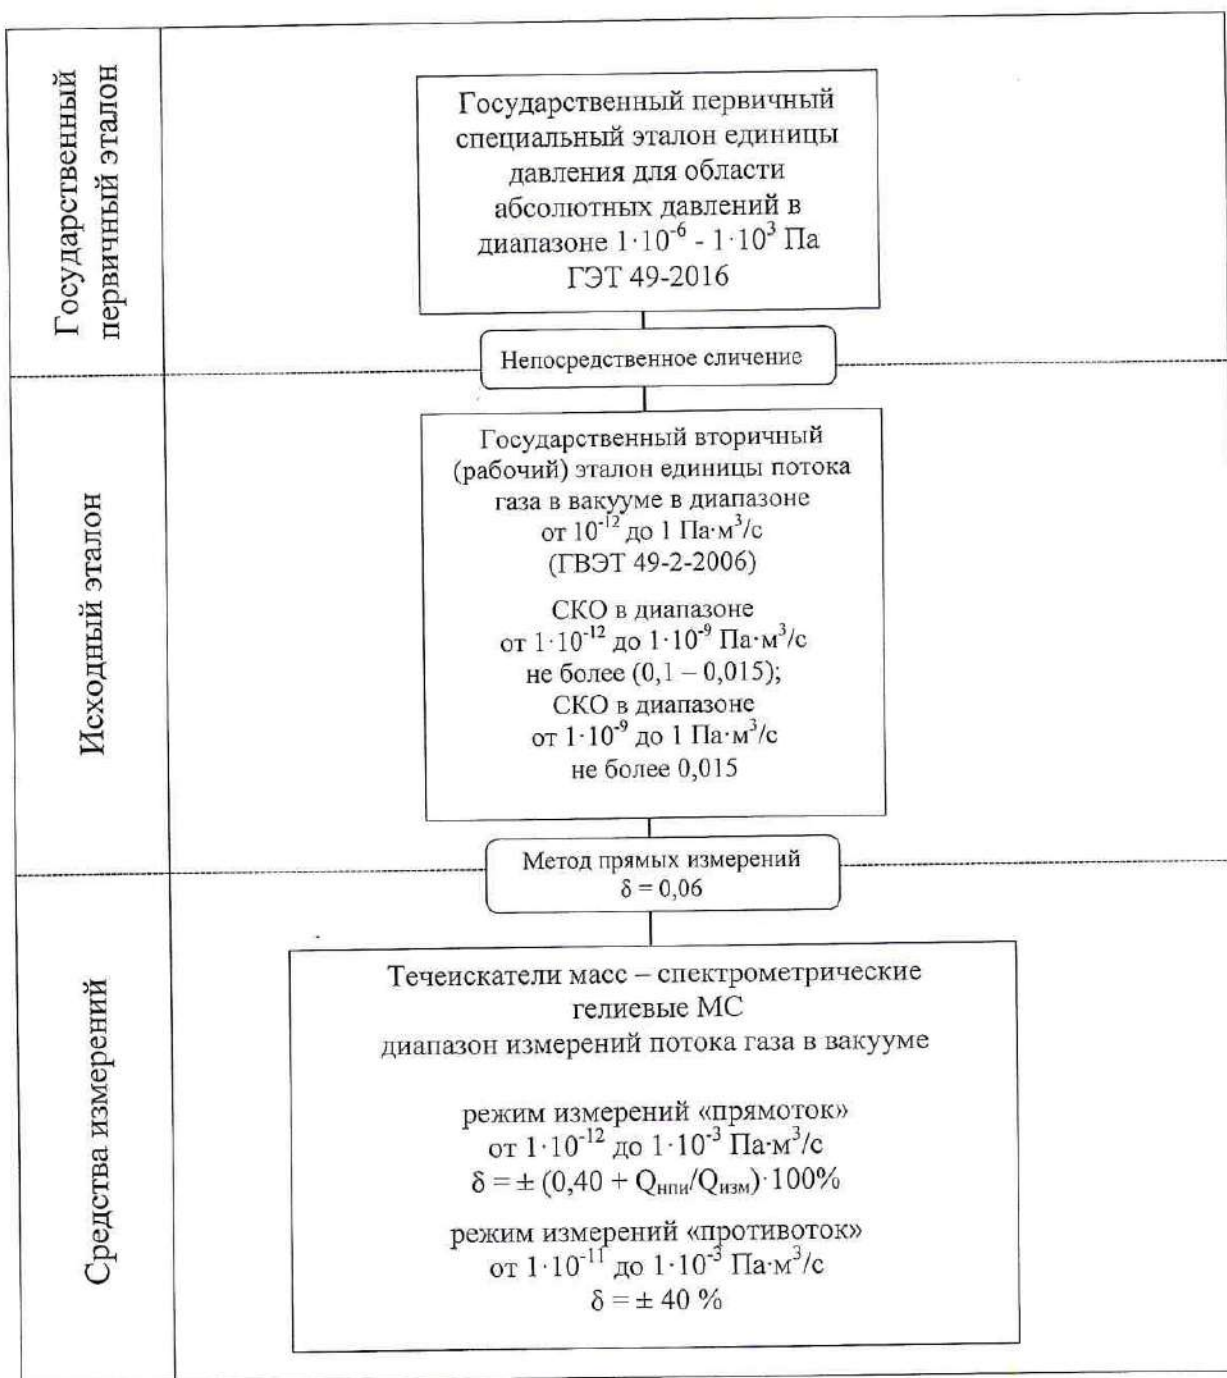 Государственный
первичный эталон
Государственный первичный
специальный эталон единицы
давления для области
абсолютных давлений в
диапазоне 1·10⁻⁶ - 1·10³ Па
ГЭТ 49-2016
Непосредственное сличение
Исходный эталон
Государственный вторичный
(рабочий) эталон единицы потока
газа в вакууме в диапазоне
от 10⁻¹² до 1 Па·м³/с
(ГВЭТ 49-2-2006)
СКО в диапазоне
от 1·10⁻¹² до 1·10⁻⁹ Па·м³/с
не более (0,1 – 0,015);
СКО в диапазоне
от 1·10⁻⁹ до 1 Па·м³/с
не более 0,015
Метод прямых измерений
δ = 0,06
Средства измерений
Течеискатели масс – спектрометрические
гелиевые МС
диапазон измерений потока газа в вакууме
режим измерений «прямоток»
от 1·10⁻¹² до 1·10⁻³ Па·м³/с
δ = ± (0,40 + Qнпи/Qизм)·100%
режим измерений «противоток»
от 1·10⁻¹¹ до 1·10⁻³ Па·м³/с
δ = ± 40 %